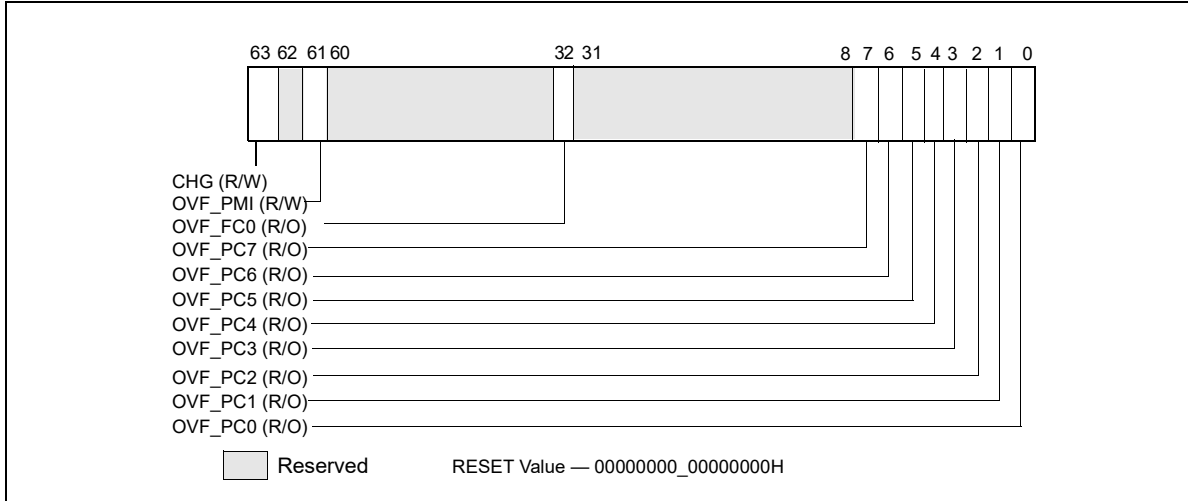 63 62 61 60 32 31 8 7 6 5 4 3 2 1 0
CHG (R/W)
OVF_PMI (R/W)
OVF_FC0 (R/O)
OVF_PC7 (R/O)
OVF_PC6 (R/O)
OVF_PC5 (R/O)
OVF_PC4 (R/O)
OVF_PC3 (R/O)
OVF_PC2 (R/O)
OVF_PC1 (R/O)
OVF_PC0 (R/O)
Reserved RESET Value — 00000000_00000000H